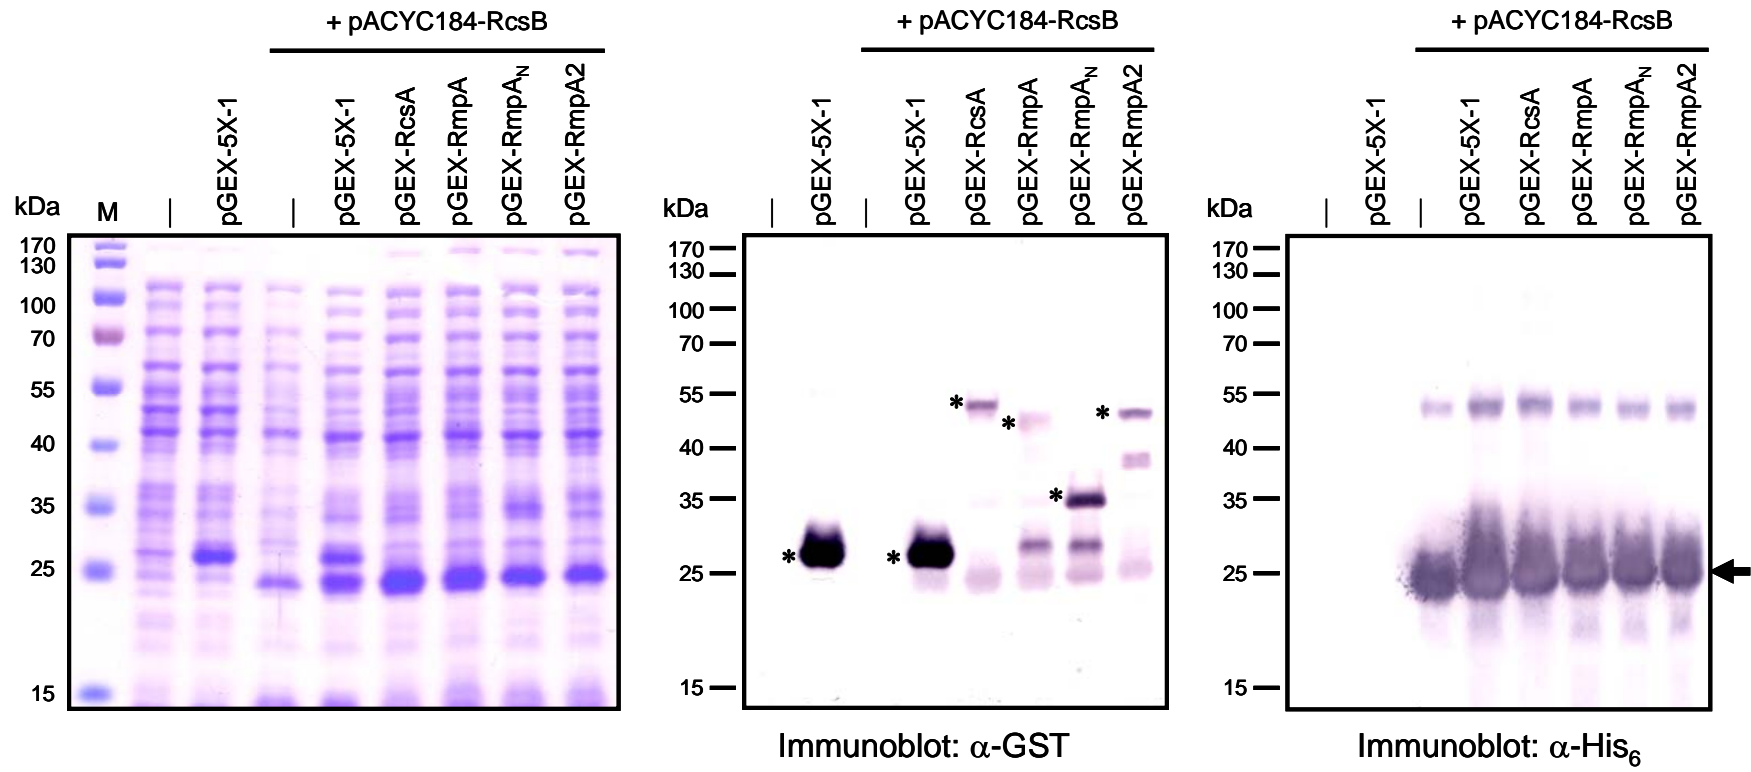 + pACYC184-RcsB
+ pACYC184-RcsB
+ pACYC184-RcsB
kDa
M
|
pGEX-5X-1
|
pGEX-5X-1
pGEX-RcsA
pGEX-RmpA
pGEX-RmpAN
pGEX-RmpA2
170
130
100
70
55
40
35
25
15
kDa
|
pGEX-5X-1
|
pGEX-5X-1
pGEX-RcsA
pGEX-RmpA
pGEX-RmpAN
pGEX-RmpA2
170
130
100
70
55
40
35
25
15
*
*
*
*
*
*
Immunoblot: α-GST
kDa
|
pGEX-5X-1
|
pGEX-5X-1
pGEX-RcsA
pGEX-RmpA
pGEX-RmpAN
pGEX-RmpA2
170
130
100
70
55
40
35
25
15
Immunoblot: α-His6